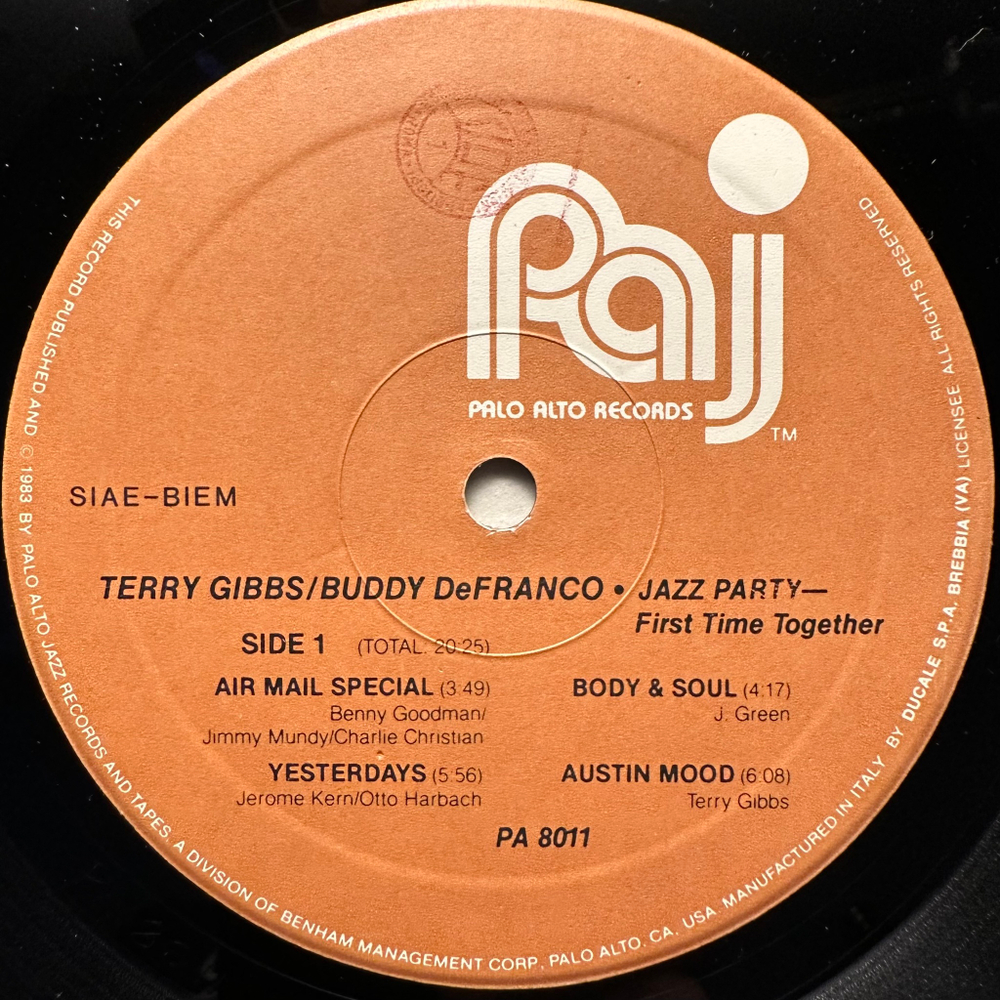 Paj
PALO ALTO RECORDS
TM
SIAE-BIEM
TERRY GIBBS/BUDDY DeFRANCO • JAZZ PARTY—
First Time Together
SIDE 1 (TOTAL: 20:25)
AIR MAIL SPECIAL (3:49)
Benny Goodman/
Jimmy Mundy/Charlie Christian
YESTERDAYS (5:56)
Jerome Kern/Otto Harbach
BODY & SOUL (4:17)
J. Green
AUSTIN MOOD (6:08)
Terry Gibbs
PA 8011
THIS RECORD PUBLISHED AND © 1983 BY PALO ALTO JAZZ RECORDS AND TAPES, A DIVISION OF BENHAM MANAGEMENT CORP., PALO ALTO, CA, USA. MANUFACTURED IN ITALY BY DUCALE S.P.A. BREBBIA (VA) LICENSEE ALL RIGHTS RESERVED